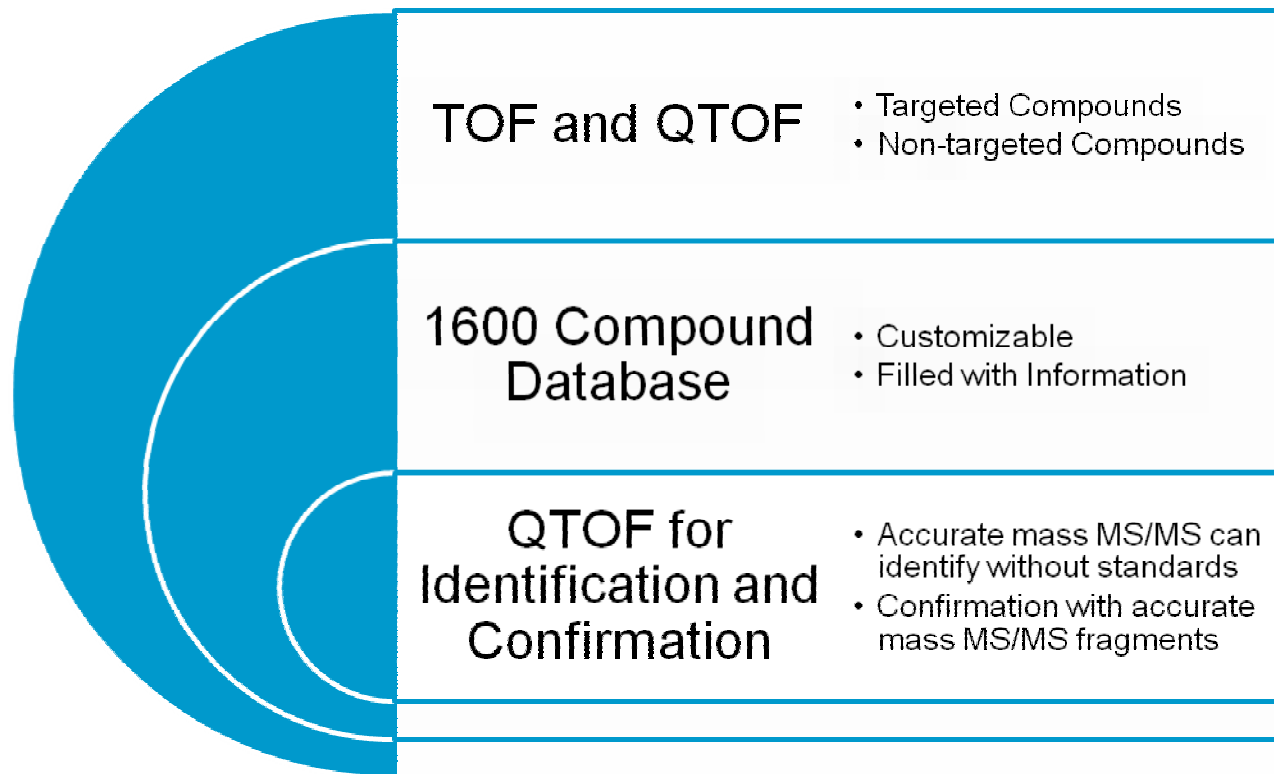 TOF and QTOF
• Targeted Compounds
• Non-targeted Compounds
1600 Compound
Database
• Customizable
• Filled with Information
QTOF for
Identification and
Confirmation
• Accurate mass MS/MS can
identify without standards
• Confirmation with accurate
mass MS/MS fragments